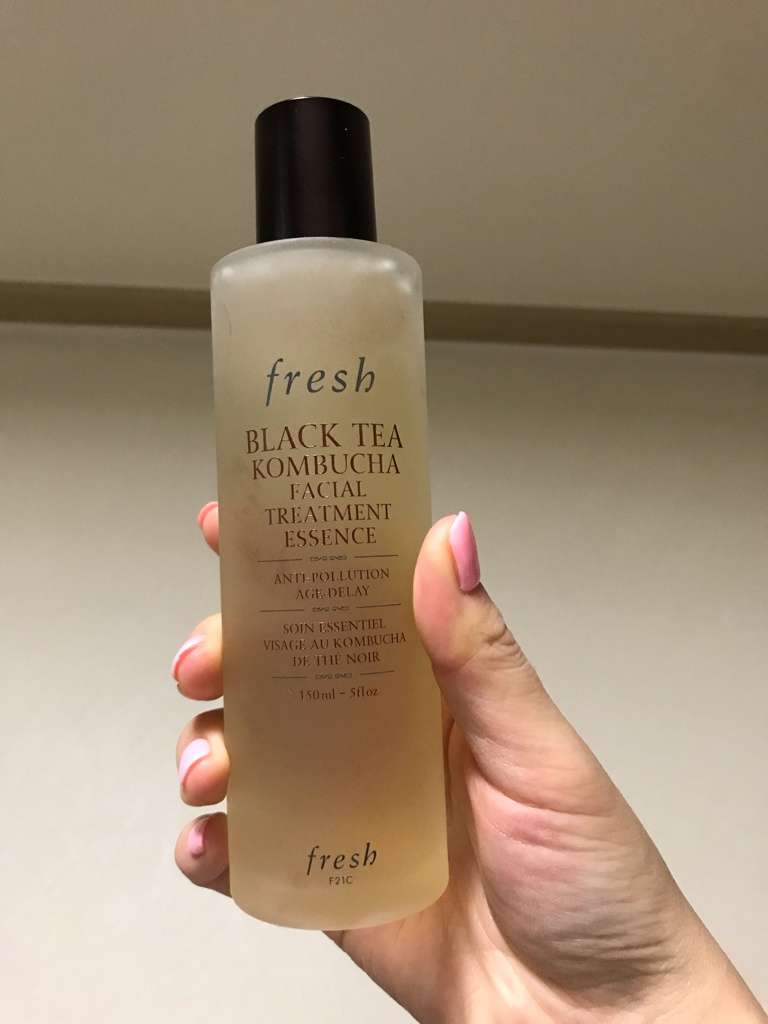 fresh
BLACK TEA
KOMBUCHA
FACIAL
TREATMENT
ESSENCE
ANTI-POLLUTION
AGE-DELAY
SOIN ESSENTIEL
VISAGE AU KOMBUCHA
DE THÉ NOIR
150ml - 5floz
fresh
F21C